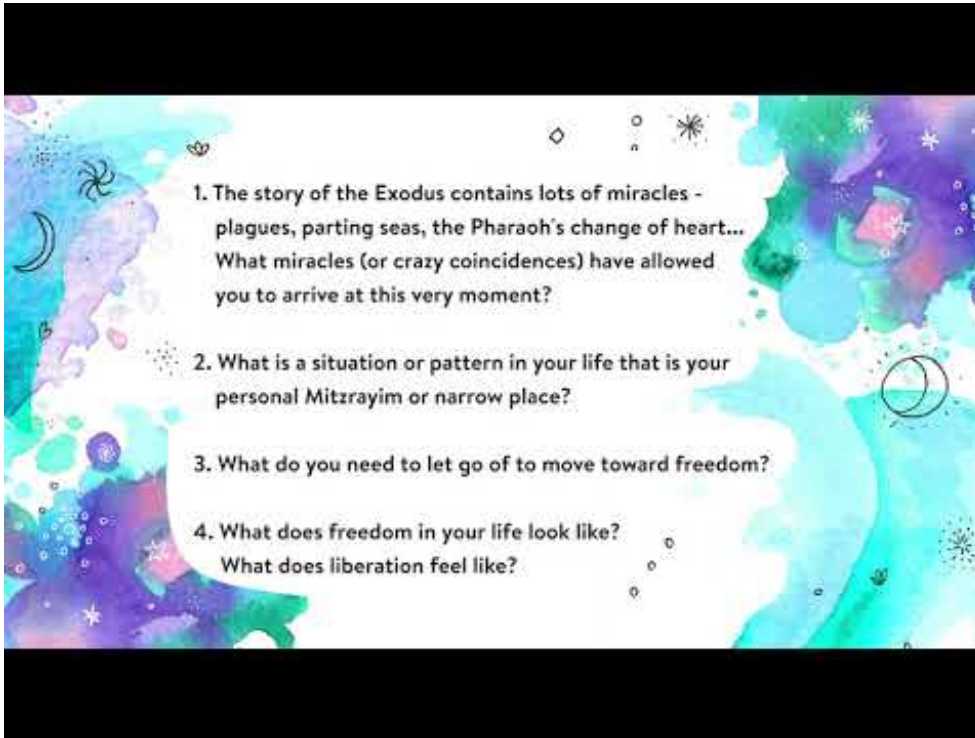 1. The story of the Exodus contains lots of miracles -
plagues, parting seas, the Pharaoh's change of heart...
What miracles (or crazy coincidences) have allowed
you to arrive at this very moment?
2. What is a situation or pattern in your life that is your
personal Mitzrayim or narrow place?
3. What do you need to let go of to move toward freedom?
4. What does freedom in your life look like?
What does liberation feel like?